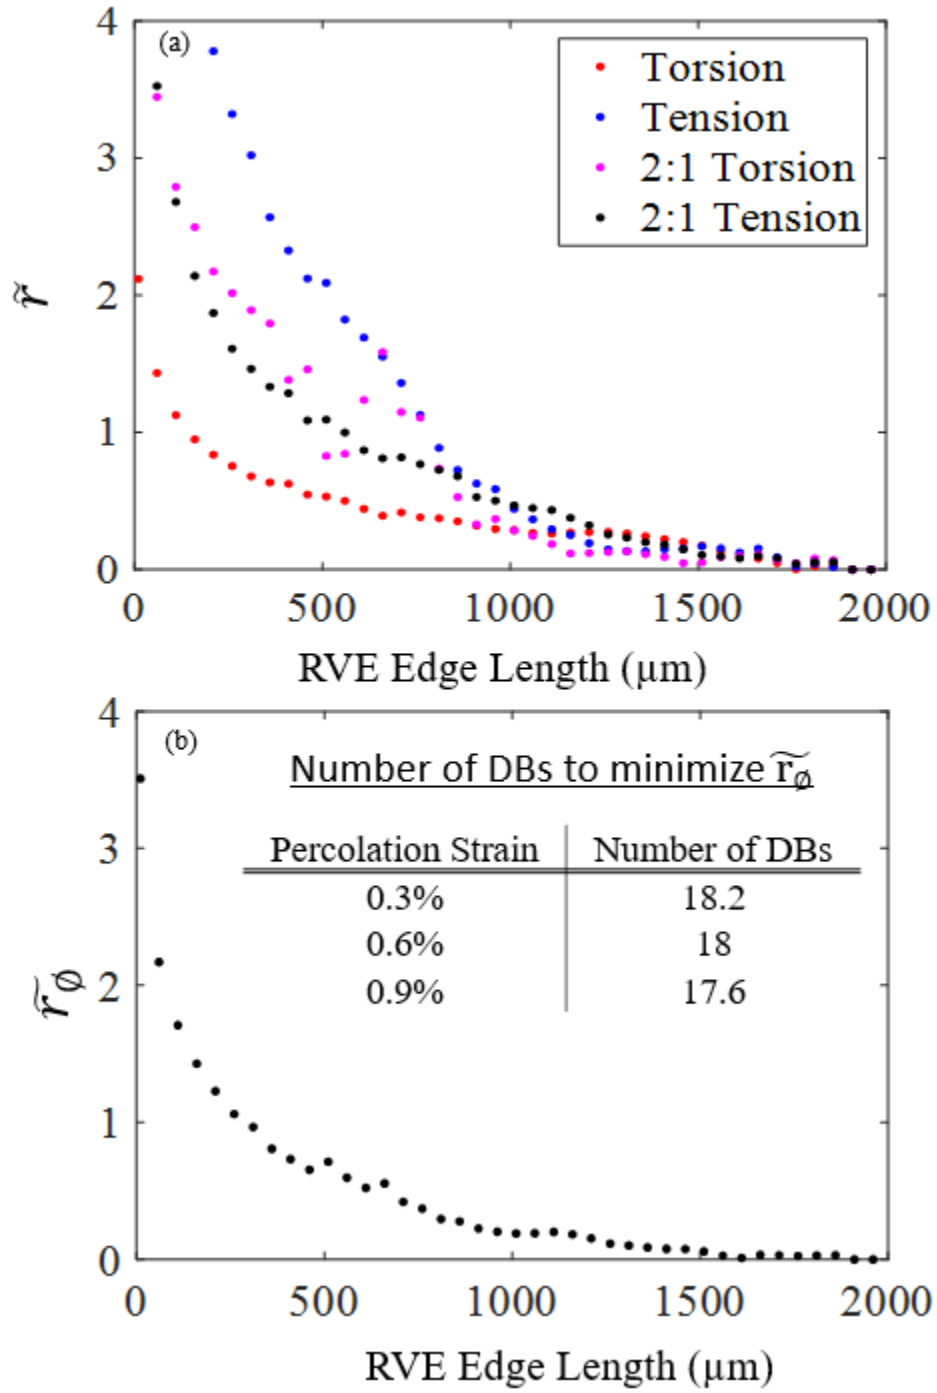 4
(a)
Torsion
Tension
2:1 Torsion
2:1 Tension
3
2
1
0
r̃
0 500 1000 1500 2000
RVE Edge Length (µm)
4
(b)
Number of DBs to minimize r̃ø
Percolation Strain Number of DBs
0.3% 18.2
0.6% 18
0.9% 17.6
3
2
1
0
r̃ø
0 500 1000 1500 2000
RVE Edge Length (µm)